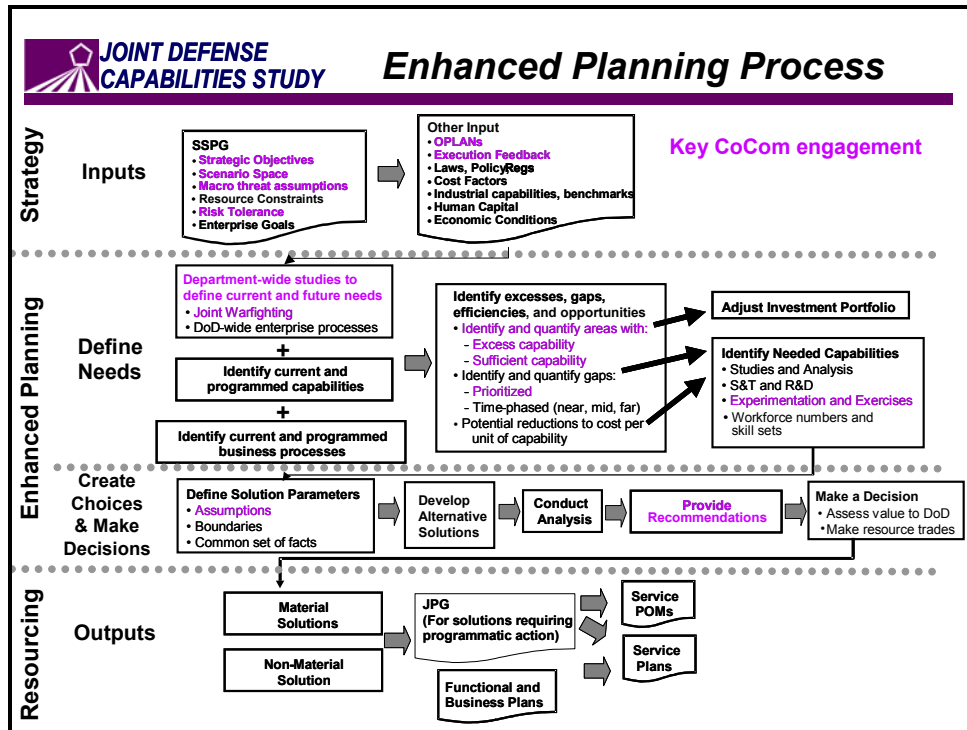 JOINT DEFENSE
CAPABILITIES STUDY
Enhanced Planning Process
Strategy
Inputs
SSPG
•Strategic Objectives
•Scenario Space
•Macro threat assumptions
•Resource Constraints
•Risk Tolerance
•Enterprise Goals
Other Input
•OPLANs
•Execution Feedback
•Laws, Policy,Regs
•Cost Factors
•Industrial capabilities, benchmarks
•Human Capital
•Economic Conditions
Key CoCom engagement
Enhanced Planning
Define
Needs
Department-wide studies to
define current and future needs
• Joint Warfighting
• DoD-wide enterprise processes
+
Identify current and
programmed capabilities
+
Identify current and programmed
business processes
Identify excesses, gaps,
efficiencies, and opportunities
• Identify and quantify areas with:
– Excess capability
– Sufficient capability
• Identify and quantify gaps:
– Prioritized
– Time-phased (near, mid, far)
• Potential reductions to cost per
unit of capability
Adjust Investment Portfolio
Identify Needed Capabilities
• Studies and Analysis
• S&T and R&D
• Experimentation and Exercises
• Workforce numbers and
skill sets
Create
Choices
& Make
Decisions
Define Solution Parameters
• Assumptions
• Boundaries
• Common set of facts
Develop
Alternative
Solutions
Conduct
Analysis
Provide
Recommendations
Make a Decision
• Assess value to DoD
•Make resource trades
Resourcing
Outputs
Material
Solutions
Non-Material
Solution
JPG
(For solutions requiring
programmatic action)
Functional and
Business Plans
Service
POMs
Service
Plans